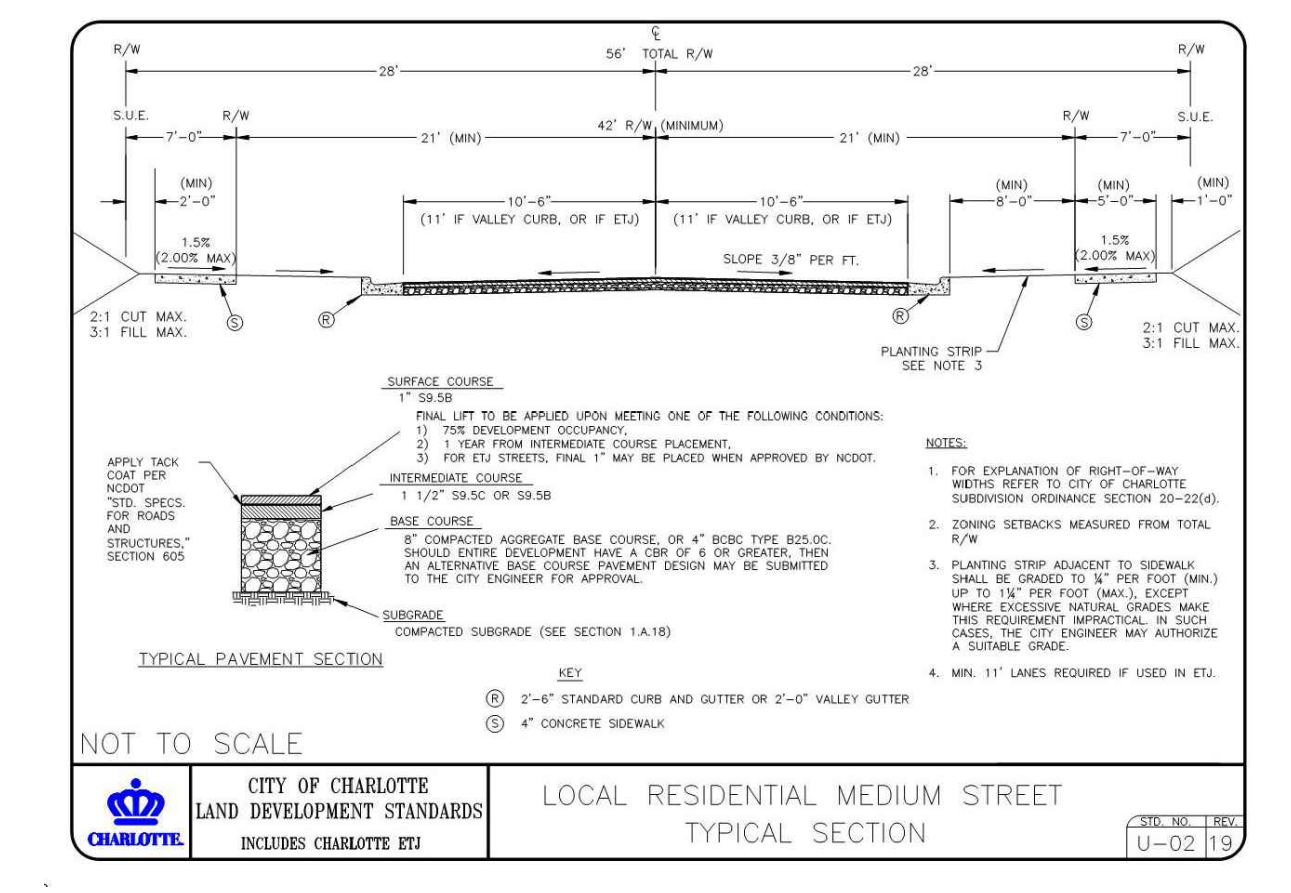 ℄
R/W
56' TOTAL R/W
R/W
28'
28'
S.U.E.
R/W
42' R/W (MINIMUM)
R/W
S.U.E.
7'-0"
21' (MIN)
21' (MIN)
7'-0"
(MIN)
2'-0"
10'-6"
(11' IF VALLEY CURB, OR IF ETJ)
10'-6"
(11' IF VALLEY CURB, OR IF ETJ)
(MIN)
8'-0"
(MIN)
5'-0"
(MIN)
1'-0"
1.5%
(2.00% MAX)
SLOPE 3/8" PER FT.
1.5%
(2.00% MAX)
2:1 CUT MAX.
3:1 FILL MAX.
S
R
R
S
2:1 CUT MAX.
3:1 FILL MAX.
PLANTING STRIP
SEE NOTE 3
SURFACE COURSE
1" S9.5B
FINAL LIFT TO BE APPLIED UPON MEETING ONE OF THE FOLLOWING CONDITIONS:
1) 75% DEVELOPMENT OCCUPANCY,
2) 1 YEAR FROM INTERMEDIATE COURSE PLACEMENT,
3) FOR ETJ STREETS, FINAL 1" MAY BE PLACED WHEN APPROVED BY NCDOT.
APPLY TACK
COAT PER
NCDOT
"STD. SPECS.
FOR ROADS
AND
STRUCTURES,"
SECTION 605
INTERMEDIATE COURSE
1 1/2" S9.5C OR S9.5B
BASE COURSE
8" COMPACTED AGGREGATE BASE COURSE, OR 4" BCBC TYPE B25.0C.
SHOULD ENTIRE DEVELOPMENT HAVE A CBR OF 6 OR GREATER, THEN
AN ALTERNATIVE BASE COURSE PAVEMENT DESIGN MAY BE SUBMITTED
TO THE CITY ENGINEER FOR APPROVAL.
SUBGRADE
COMPACTED SUBGRADE (SEE SECTION 1.A.18)
TYPICAL PAVEMENT SECTION
NOTES:
1. FOR EXPLANATION OF RIGHT-OF-WAY
WIDTHS REFER TO CITY OF CHARLOTTE
SUBDIVISION ORDINANCE SECTION 20-22(d).
2. ZONING SETBACKS MEASURED FROM TOTAL
R/W
3. PLANTING STRIP ADJACENT TO SIDEWALK
SHALL BE GRADED TO ¼" PER FOOT (MIN.)
UP TO 1¼" PER FOOT (MAX.), EXCEPT
WHERE EXCESSIVE NATURAL GRADES MAKE
THIS REQUIREMENT IMPRACTICAL. IN SUCH
CASES, THE CITY ENGINEER MAY AUTHORIZE
A SUITABLE GRADE.
4. MIN. 11' LANES REQUIRED IF USED IN ETJ.
KEY
R 2'-6" STANDARD CURB AND GUTTER OR 2'-0" VALLEY GUTTER
S 4" CONCRETE SIDEWALK
NOT TO SCALE
CHARLOTTE.
CITY OF CHARLOTTE
LAND DEVELOPMENT STANDARDS
INCLUDES CHARLOTTE ETJ
LOCAL RESIDENTIAL MEDIUM STREET
TYPICAL SECTION
STD. NO. REV.
U-02 19